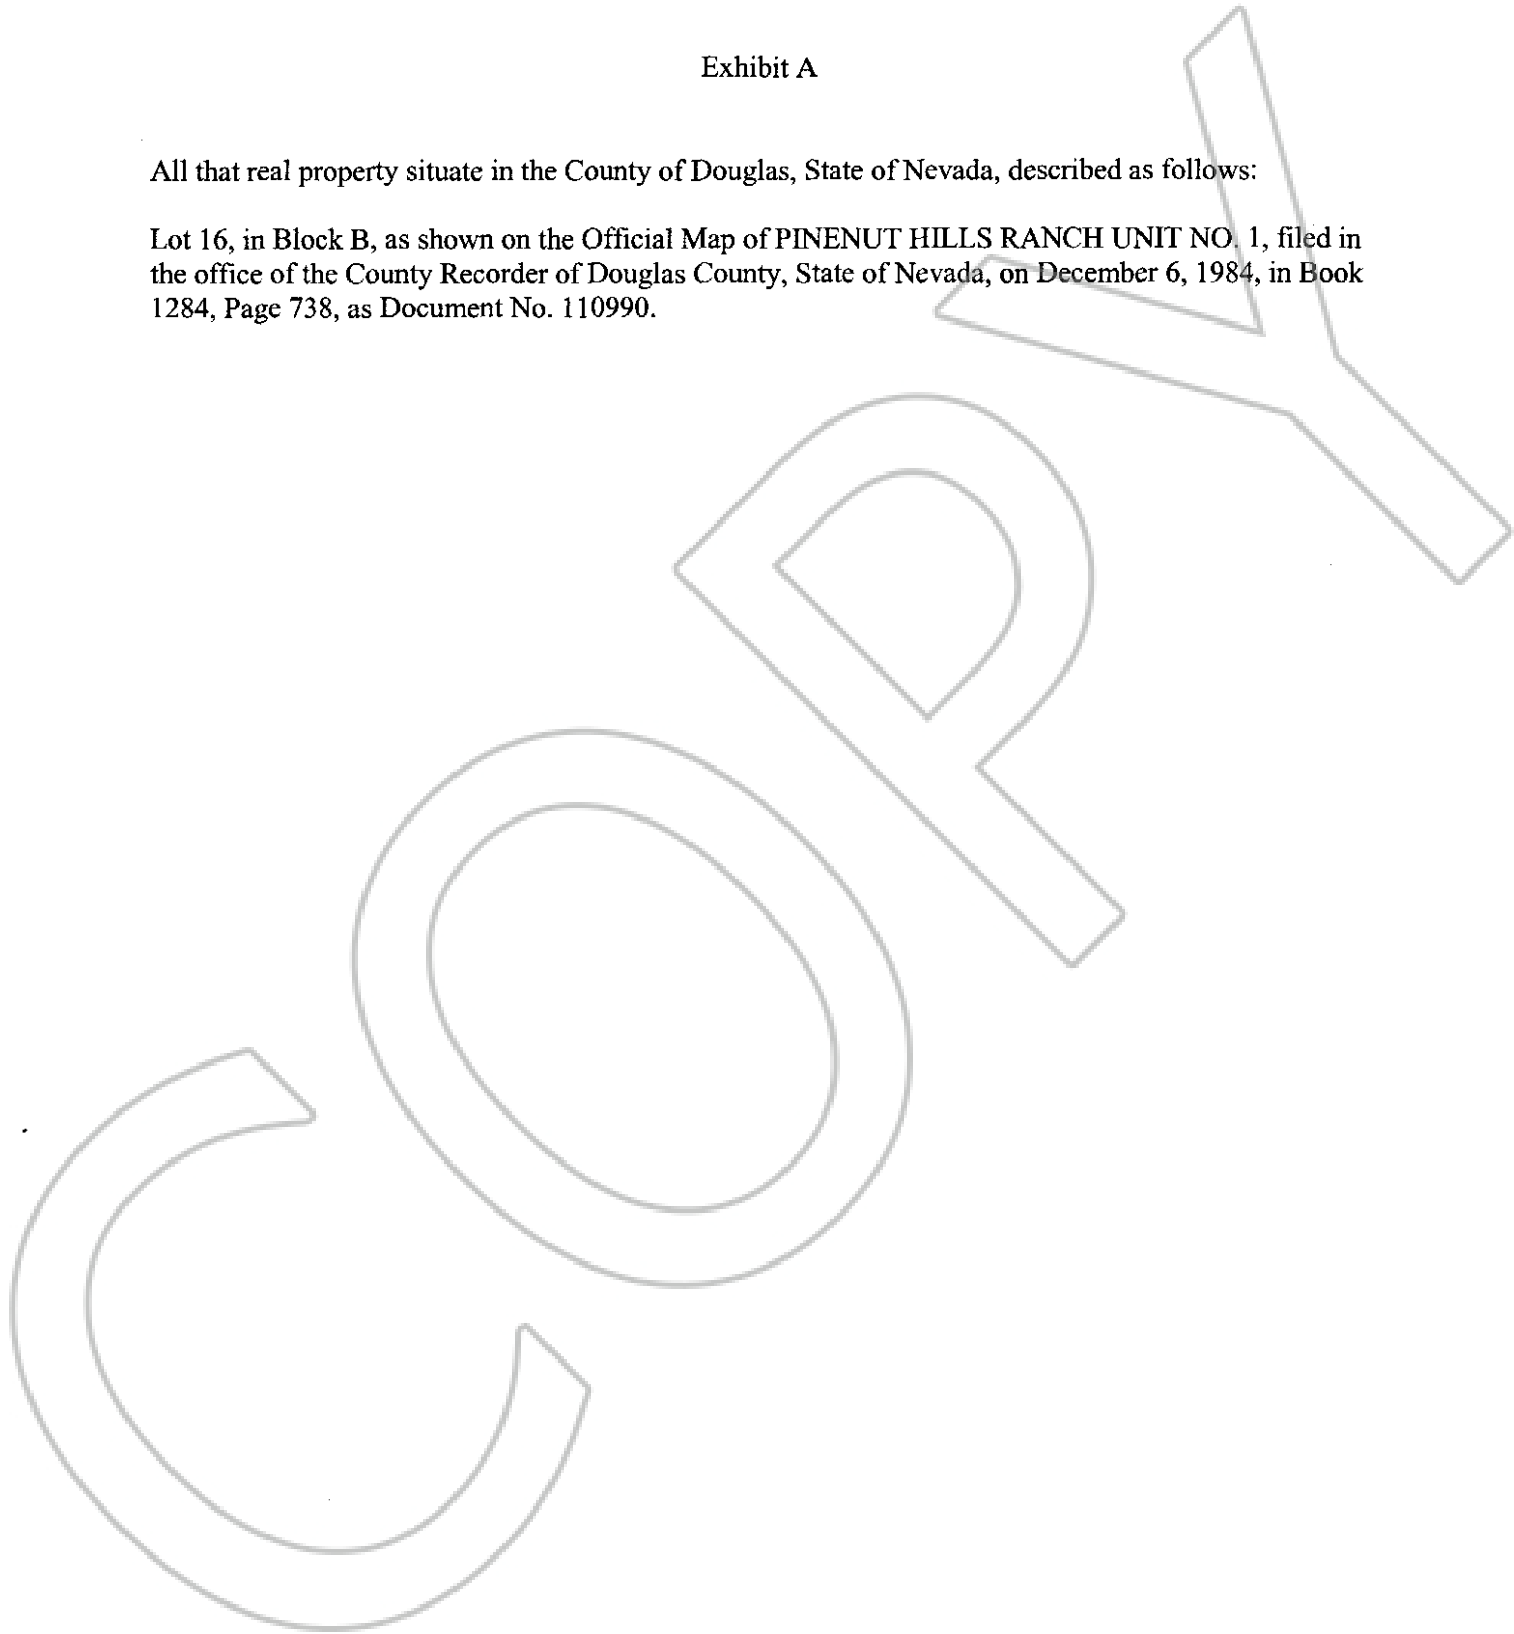 Exhibit A
All that real property situate in the County of Douglas, State of Nevada, described as follows:
Lot 16, in Block B, as shown on the Official Map of PINENUT HILLS RANCH UNIT NO. 1, filed in
the office of the County Recorder of Douglas County, State of Nevada, on December 6, 1984, in Book
1284, Page 738, as Document No. 110990.
COPY